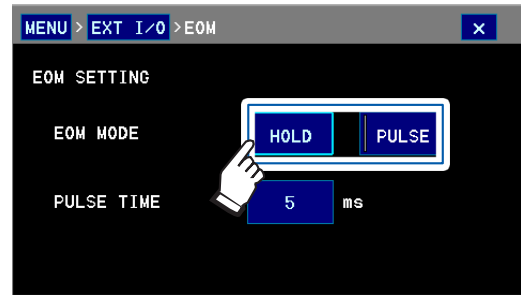 MENU > EXT I/O > EOM ×
EOM SETTING
EOM MODE HOLD PULSE
PULSE TIME 5 ms